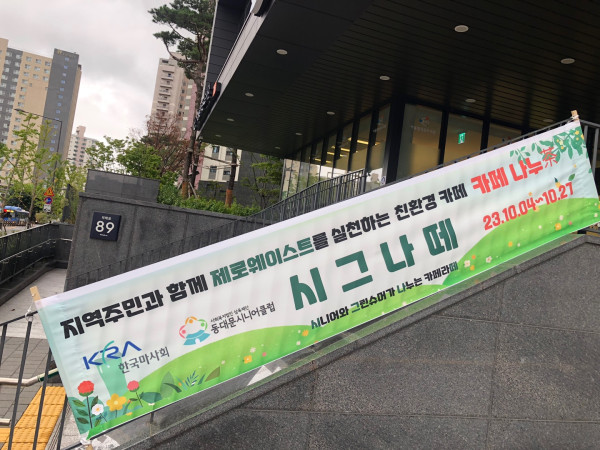 지역주민과 함께 제로웨이스트를 실천하는 친환경 카페 카페 나누茶
23.10.04~10.27
시그나떼
시니어와 그린슈머가 나누는 카페라떼
KRA
한국마사회
동대문시니어클럽
89